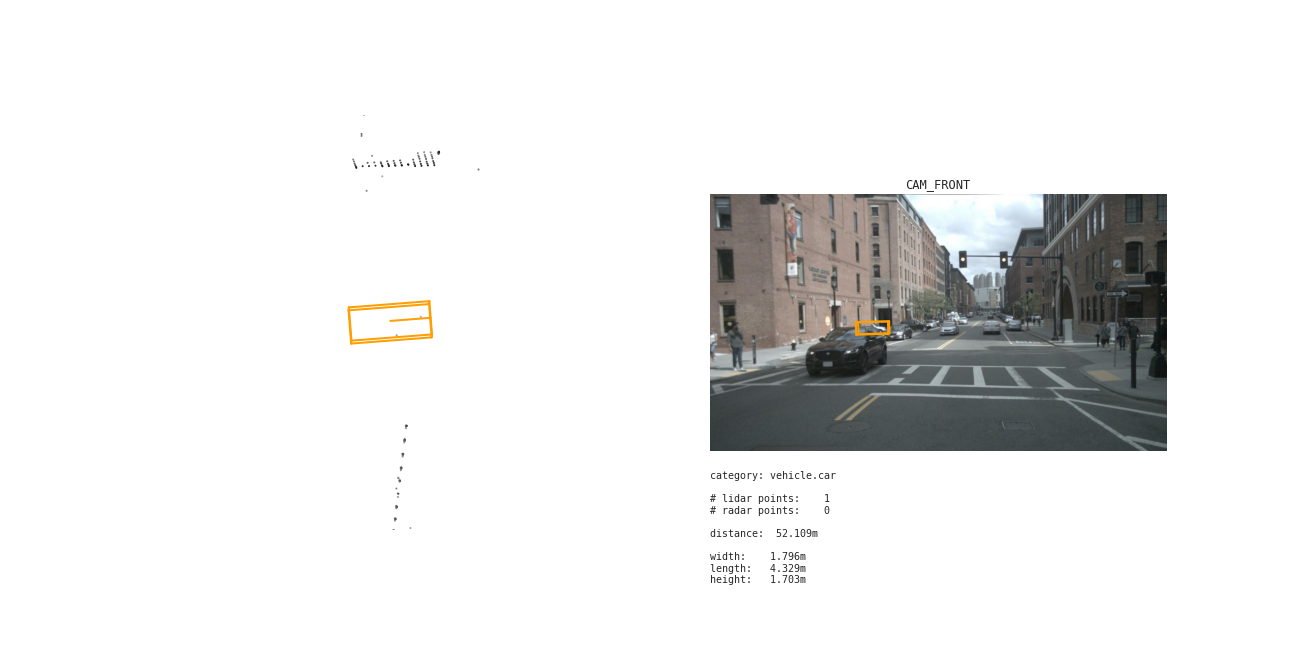 CAM_FRONT
category: vehicle.car
# lidar points:    1
# radar points:    0
distance:  52.109m
width:    1.796m
length:   4.329m
height:   1.703m